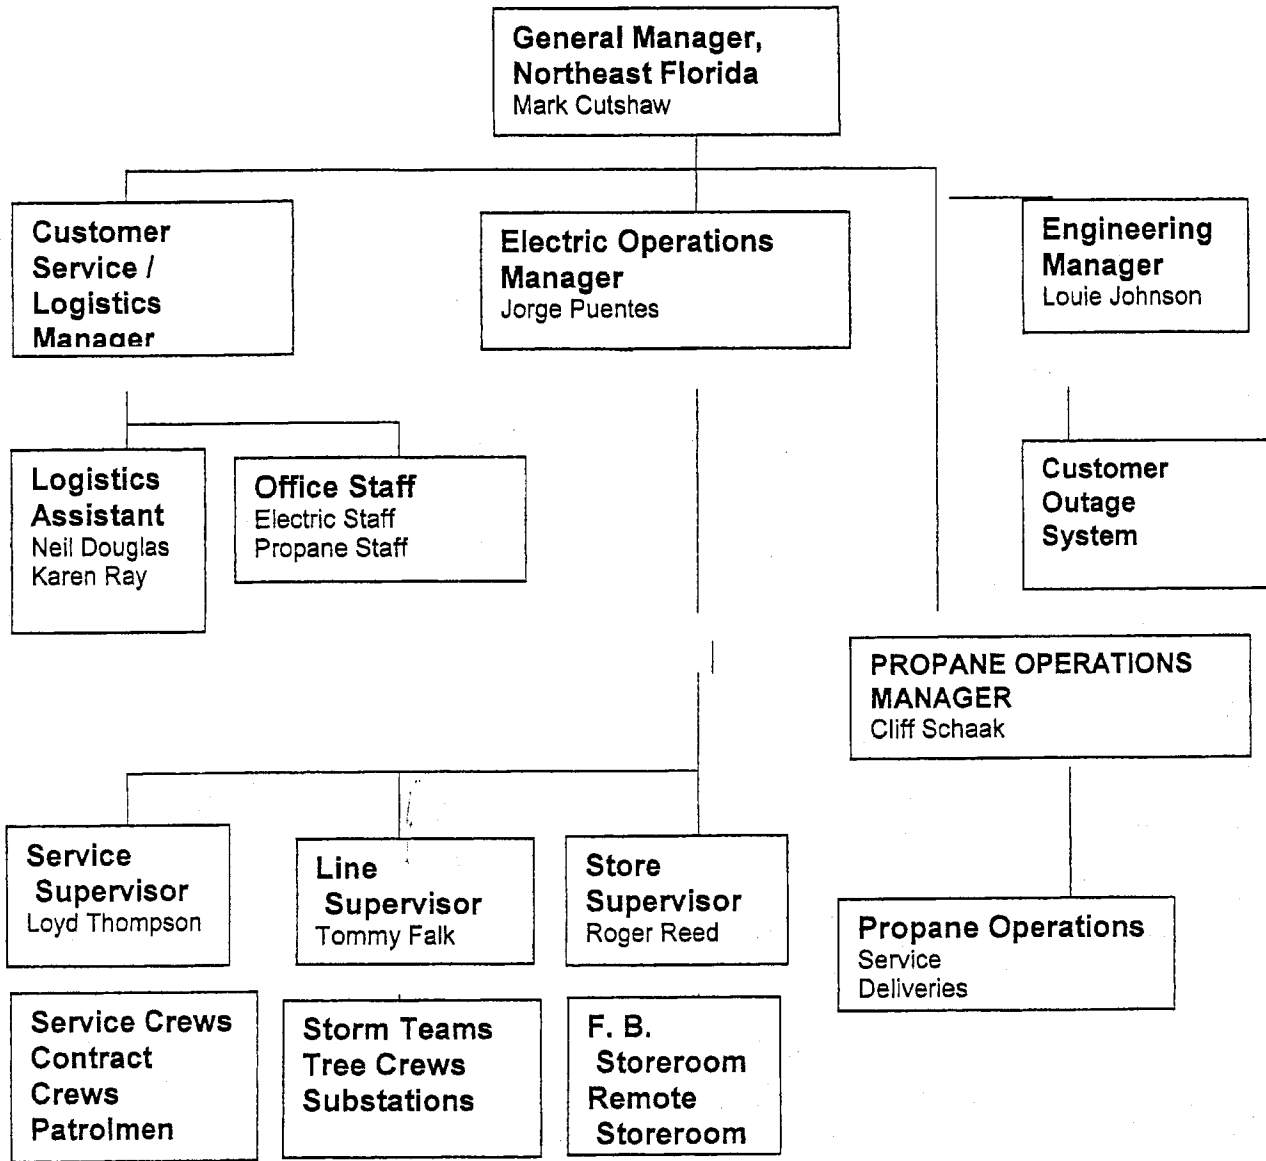 General Manager,
Northeast Florida
Mark Cutshaw
Customer
Service /
Logistics
Manager
Electric Operations
Manager
Jorge Puentes
Engineering
Manager
Louie Johnson
Logistics
Assistant
Neil Douglas
Karen Ray
Office Staff
Electric Staff
Propane Staff
Customer
Outage
System
PROPANE OPERATIONS
MANAGER
Cliff Schaak
Service
Supervisor
Loyd Thompson
Line
Supervisor
Tommy Falk
Store
Supervisor
Roger Reed
Propane Operations
Service
Deliveries
Service Crews
Contract
Crews
Patrolmen
Storm Teams
Tree Crews
Substations
F. B.
Storeroom
Remote
Storeroom